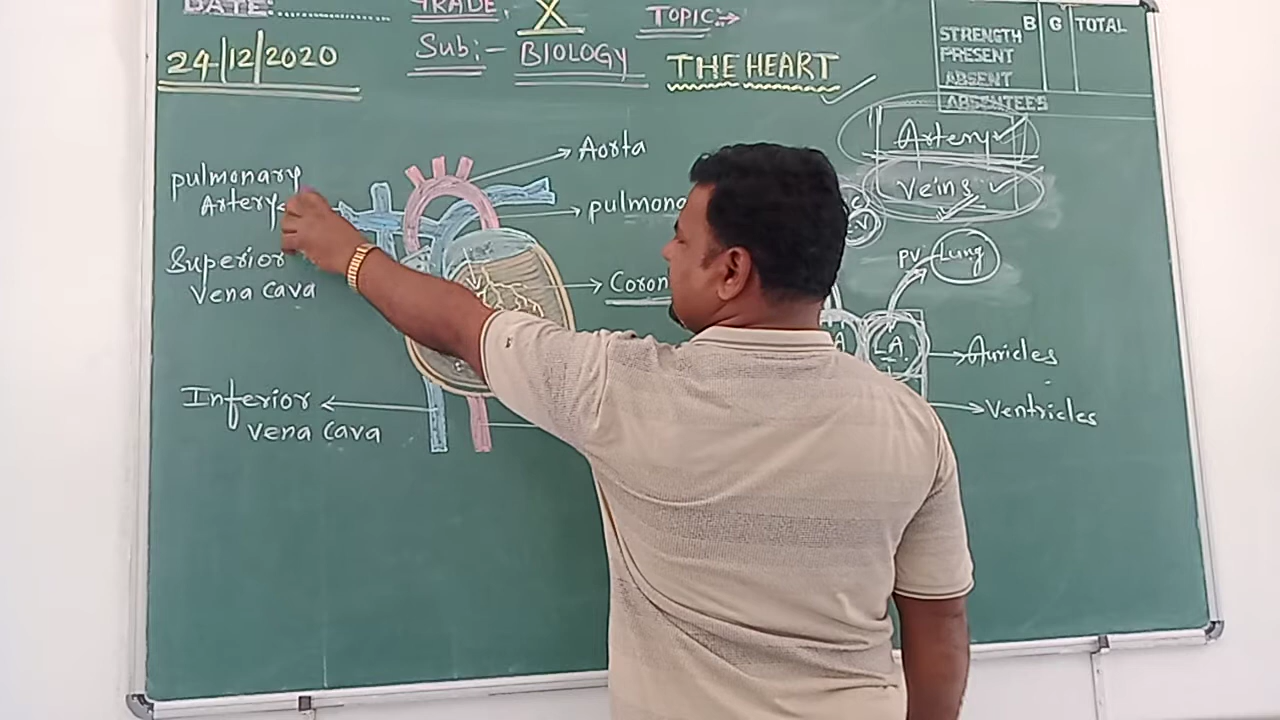 DATE:
GRADE. X
TOPIC:→
24/12/2020
Sub:- BIOLOGY
THE HEART
B G TOTAL
STRENGTH
PRESENT
ABSENT
ABSENTEES
Artery
Veins
pulmonary
Artery
Superior
Vena Cava
Inferior
Vena Cava
Aorta
pulmona
Coron
PV Lung
LA
Auricles
Ventricles